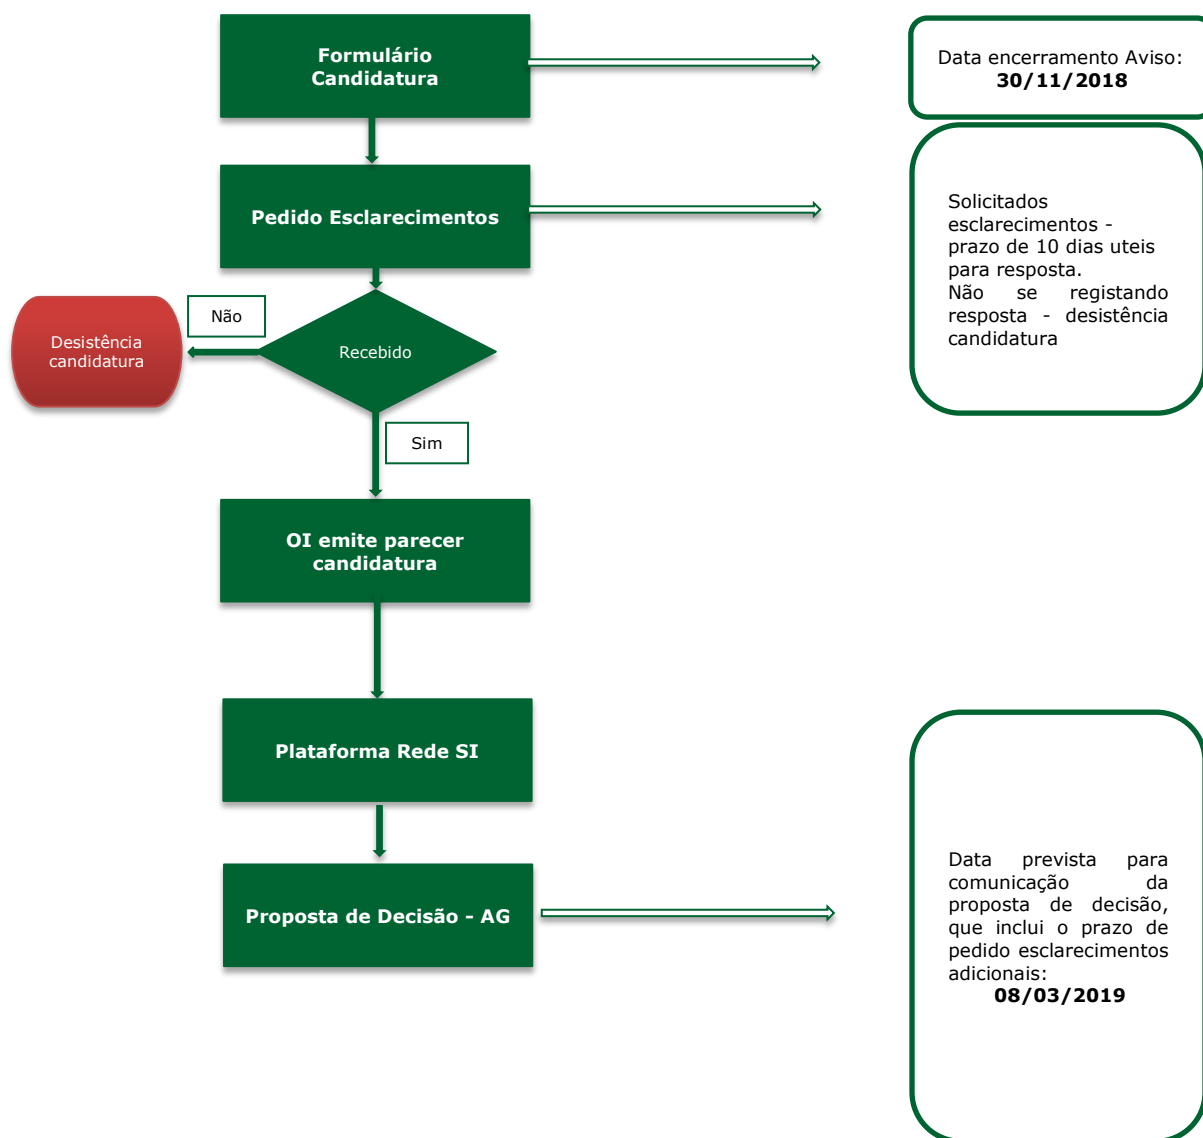 Formulário
Candidatura
Data encerramento Aviso:
30/11/2018
Pedido Esclarecimentos
Solicitados
esclarecimentos -
prazo de 10 dias uteis
para resposta.
Não se registando
resposta - desistência
candidatura
Não
Desistência
candidatura
Recebido
Sim
OI emite parecer
candidatura
Plataforma Rede SI
Proposta de Decisão - AG
Data prevista para
comunicação da
proposta de decisão,
que inclui o prazo de
pedido esclarecimentos
adicionais:
08/03/2019